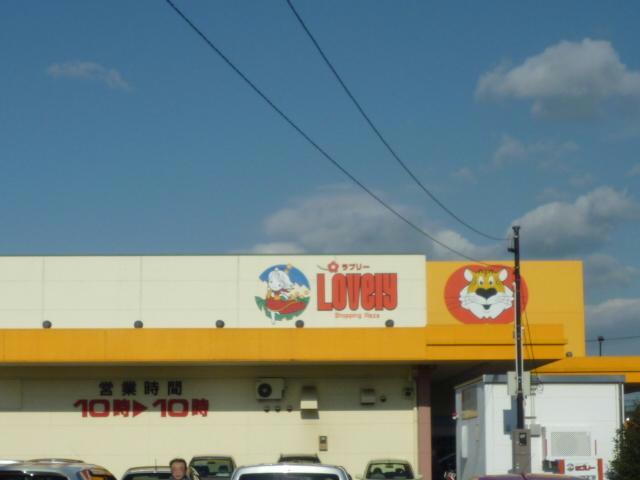 ラブリー
Lovely
Shopping Plaza
営業時間
10時▶10時